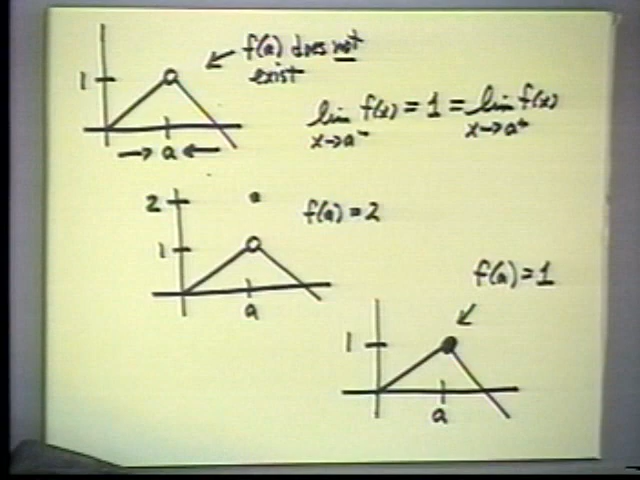 f(a) does not
exist
1
lim f(x) = 1 = lim f(x)
x→a⁻ x→a⁺
→ a ←
2
f(a) = 2
1
a
f(a) = 1
1
a